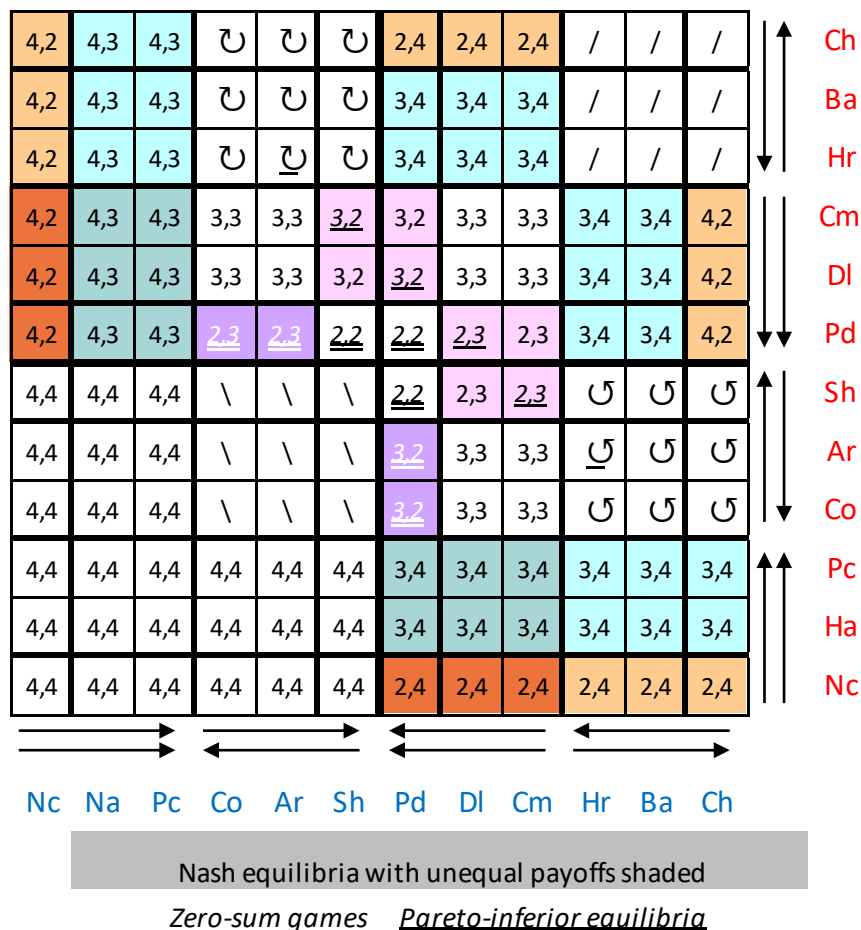 4,2 4,3 4,3 ↻ ↻ ↻ 2,4 2,4 2,4 / / / Ch
4,2 4,3 4,3 ↻ ↻ ↻ 3,4 3,4 3,4 / / / Ba
4,2 4,3 4,3 ↻ ↻ ↻ 3,4 3,4 3,4 / / / Hr
4,2 4,3 4,3 3,3 3,3 3,2 3,2 3,3 3,3 3,4 3,4 4,2 Cm
4,2 4,3 4,3 3,3 3,3 3,2 3,2 3,3 3,3 3,4 3,4 4,2 Dl
4,2 4,3 4,3 2,3 2,3 2,2 2,2 2,3 2,3 3,4 3,4 4,2 Pd
4,4 4,4 4,4 \ \ \ 2,2 2,3 2,3 ↺ ↺ ↺ Sh
4,4 4,4 4,4 \ \ \ 3,2 3,3 3,3 ↺ ↺ ↺ Ar
4,4 4,4 4,4 \ \ \ 3,2 3,3 3,3 ↺ ↺ ↺ Co
4,4 4,4 4,4 4,4 4,4 4,4 3,4 3,4 3,4 3,4 3,4 3,4 Pc
4,4 4,4 4,4 4,4 4,4 4,4 3,4 3,4 3,4 3,4 3,4 3,4 Ha
4,4 4,4 4,4 4,4 4,4 4,4 2,4 2,4 2,4 2,4 2,4 2,4 Nc
Nc Na Pc Co Ar Sh Pd Dl Cm Hr Ba Ch
Nash equilibria with unequal payoffs shaded
Zero-sum games Pareto-inferior equilibria